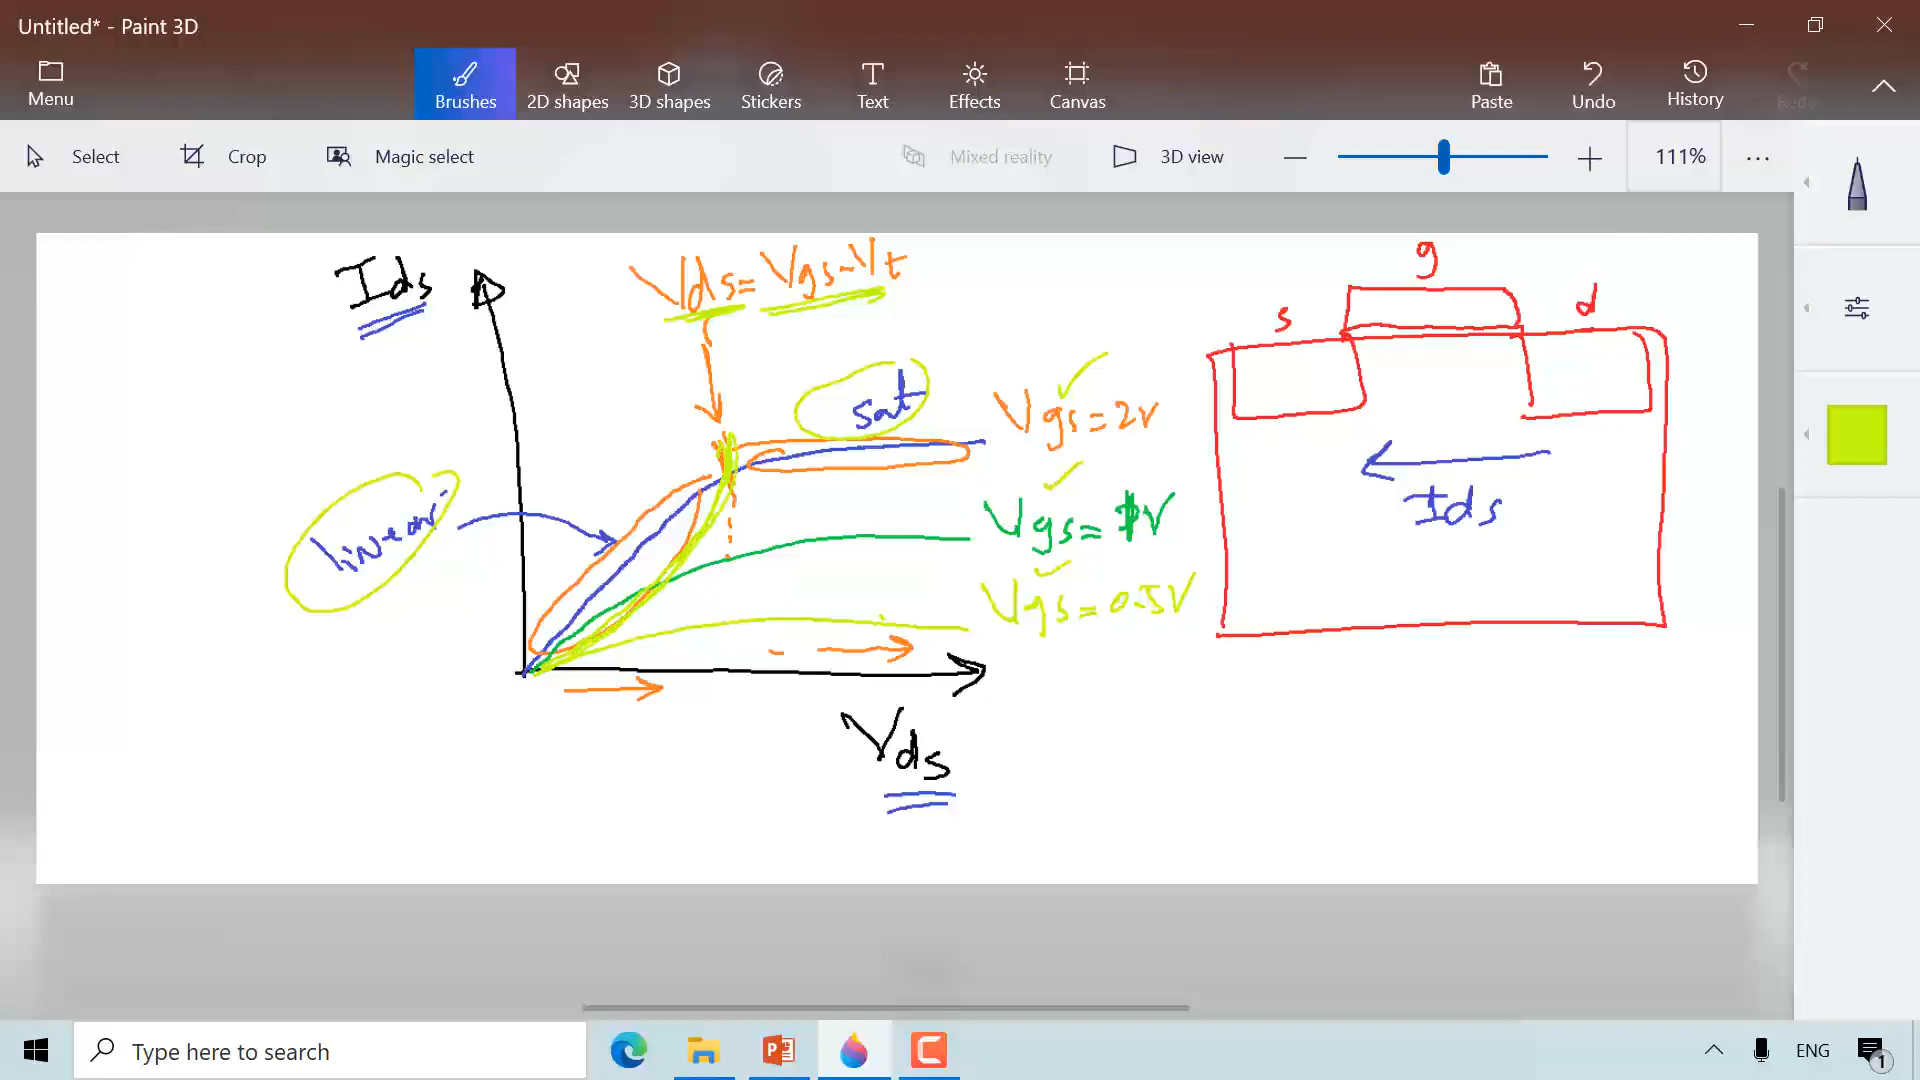 Untitled* - Paint 3D
Menu
Brushes
2D shapes
3D shapes
Stickers
Text
Effects
Canvas
Paste
Undo
History
Redo
Select
Crop
Magic select
Mixed reality
3D view
111%
Ids
Vds = Vgs-Vt
g
s
d
sat
Vgs = 2V
linear
Vgs = 1V
Ids
Vgs = 0.5V
Vds
Type here to search
ENG
1